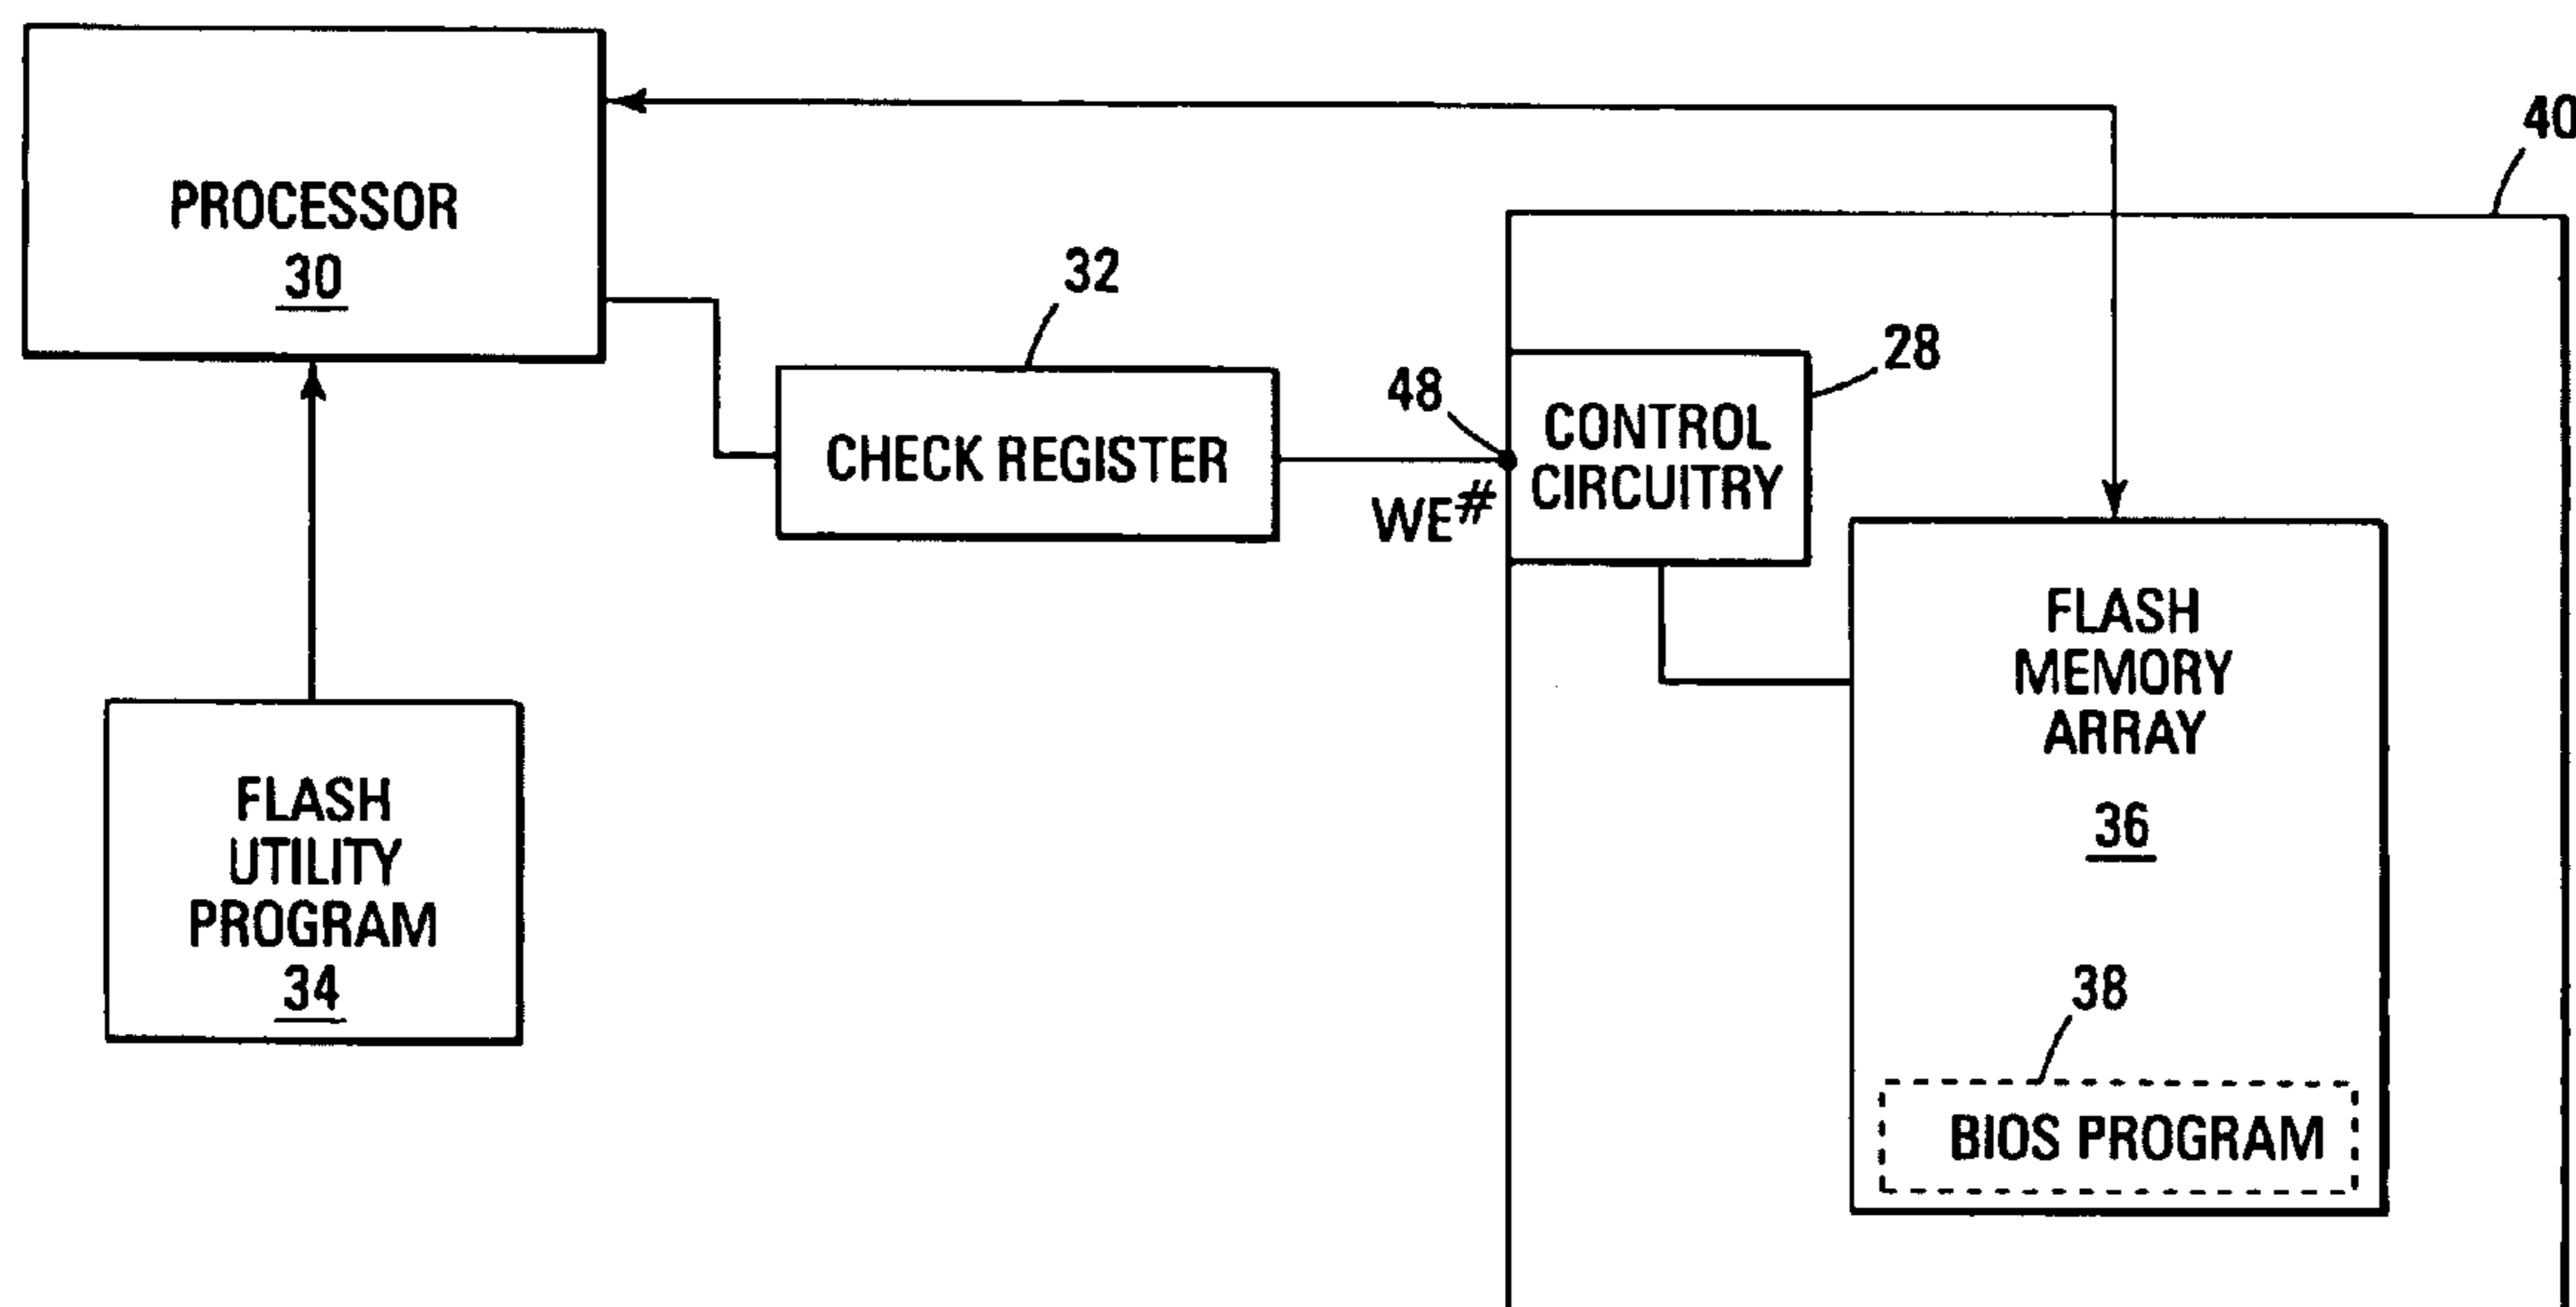 PROCESSOR
30
40
32
CHECK REGISTER
48
WE#
28
CONTROL
CIRCUITRY
FLASH
MEMORY
ARRAY
36
38
BIOS PROGRAM
FLASH
UTILITY
PROGRAM
34